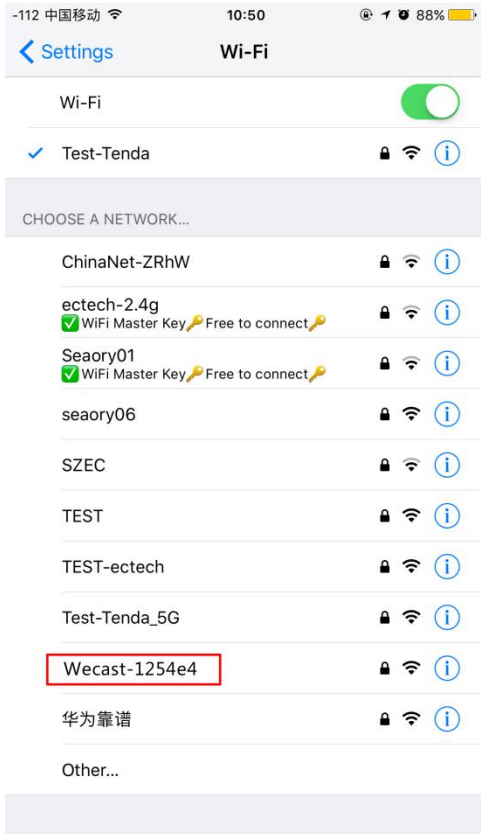 -112 中国移动 10:50 88%
Settings Wi-Fi
Wi-Fi
Test-Tenda
CHOOSE A NETWORK...
ChinaNet-ZRhW
ectech-2.4g
✅WiFi Master Key🔑Free to connect🔑
Seaory01
✅WiFi Master Key🔑Free to connect🔑
seaory06
SZEC
TEST
TEST-ectech
Test-Tenda_5G
Wecast-1254e4
华为靠谱
Other...